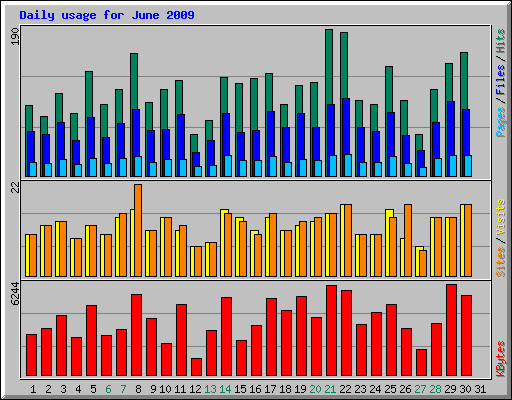 Daily usage for June 2009
190
Pages / Files / Hits
22
Sites / Visits
6244
KBytes
1 2 3 4 5 6 7 8 9 10 11 12 13 14 15 16 17 18 19 20 21 22 23 24 25 26 27 28 29 30 31